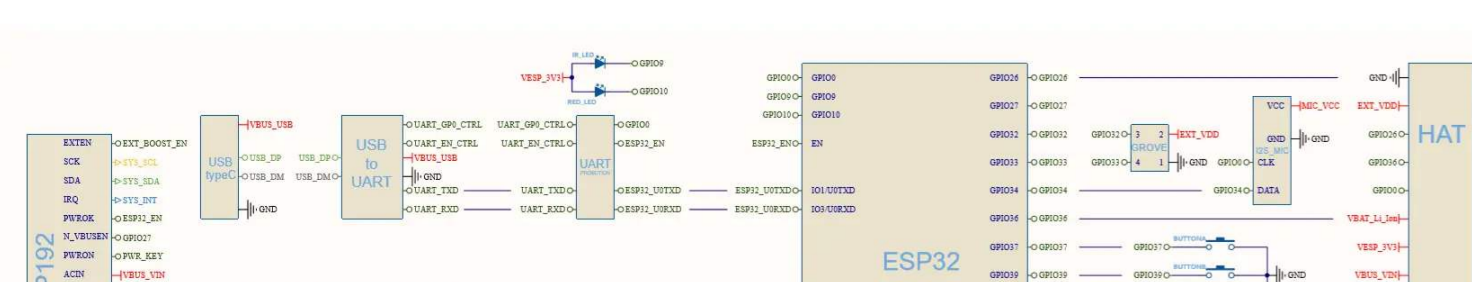 EXTEN EXT_BOOST_EN
SCK SYS_SCL
SDA SYS_SDA
IRQ SYS_INT
PWROK ESP32_EN
N_VBUSEN GPIO27
PWRON PWR_KEY
ACIN VBUS_VIN
P192
USB
typeC
VBUS_USB
USB_DP
USB_DM
GND
USB
to
UART
USB_DP
USB_DM
UART_GP0_CTRL
UART_EN_CTRL
VBUS_USB
GND
UART_TXD
UART_RXD
IR_LED
GPIO9
VESP_3V3
GPIO10
RED_LED
UART_GP0_CTRL
UART_EN_CTRL
UART
UART_TXD
UART_RXD
GPIO0
ESP32_EN
ESP32_U0TXD
ESP32_U0RXD
GPIO0 GPIO0
GPIO9 GPIO9
GPIO10 GPIO10
ESP32_EN EN
ESP32_U0TXD IO1/U0TXD
ESP32_U0RXD IO3/U0RXD
ESP32
GPIO26 GPIO26
GPIO27 GPIO27
GPIO32 GPIO32
GPIO33 GPIO33
GPIO34 GPIO34
GPIO36 GPIO36
GPIO37 GPIO37
GPIO39 GPIO39
GPIO32 3 2 EXT_VDD
GROVE
GPIO33 4 1 GND
VCC MIC_VCC
GND GND
I2S_MIC
GPIO0 CLK
GPIO34 DATA
BUTTONA
GPIO37
BUTTONB
GPIO39
GND
GND
EXT_VDD
GPIO26
HAT
GPIO36
GPIO0
VBAT_Li_Ion
VESP_3V3
VBUS_VIN